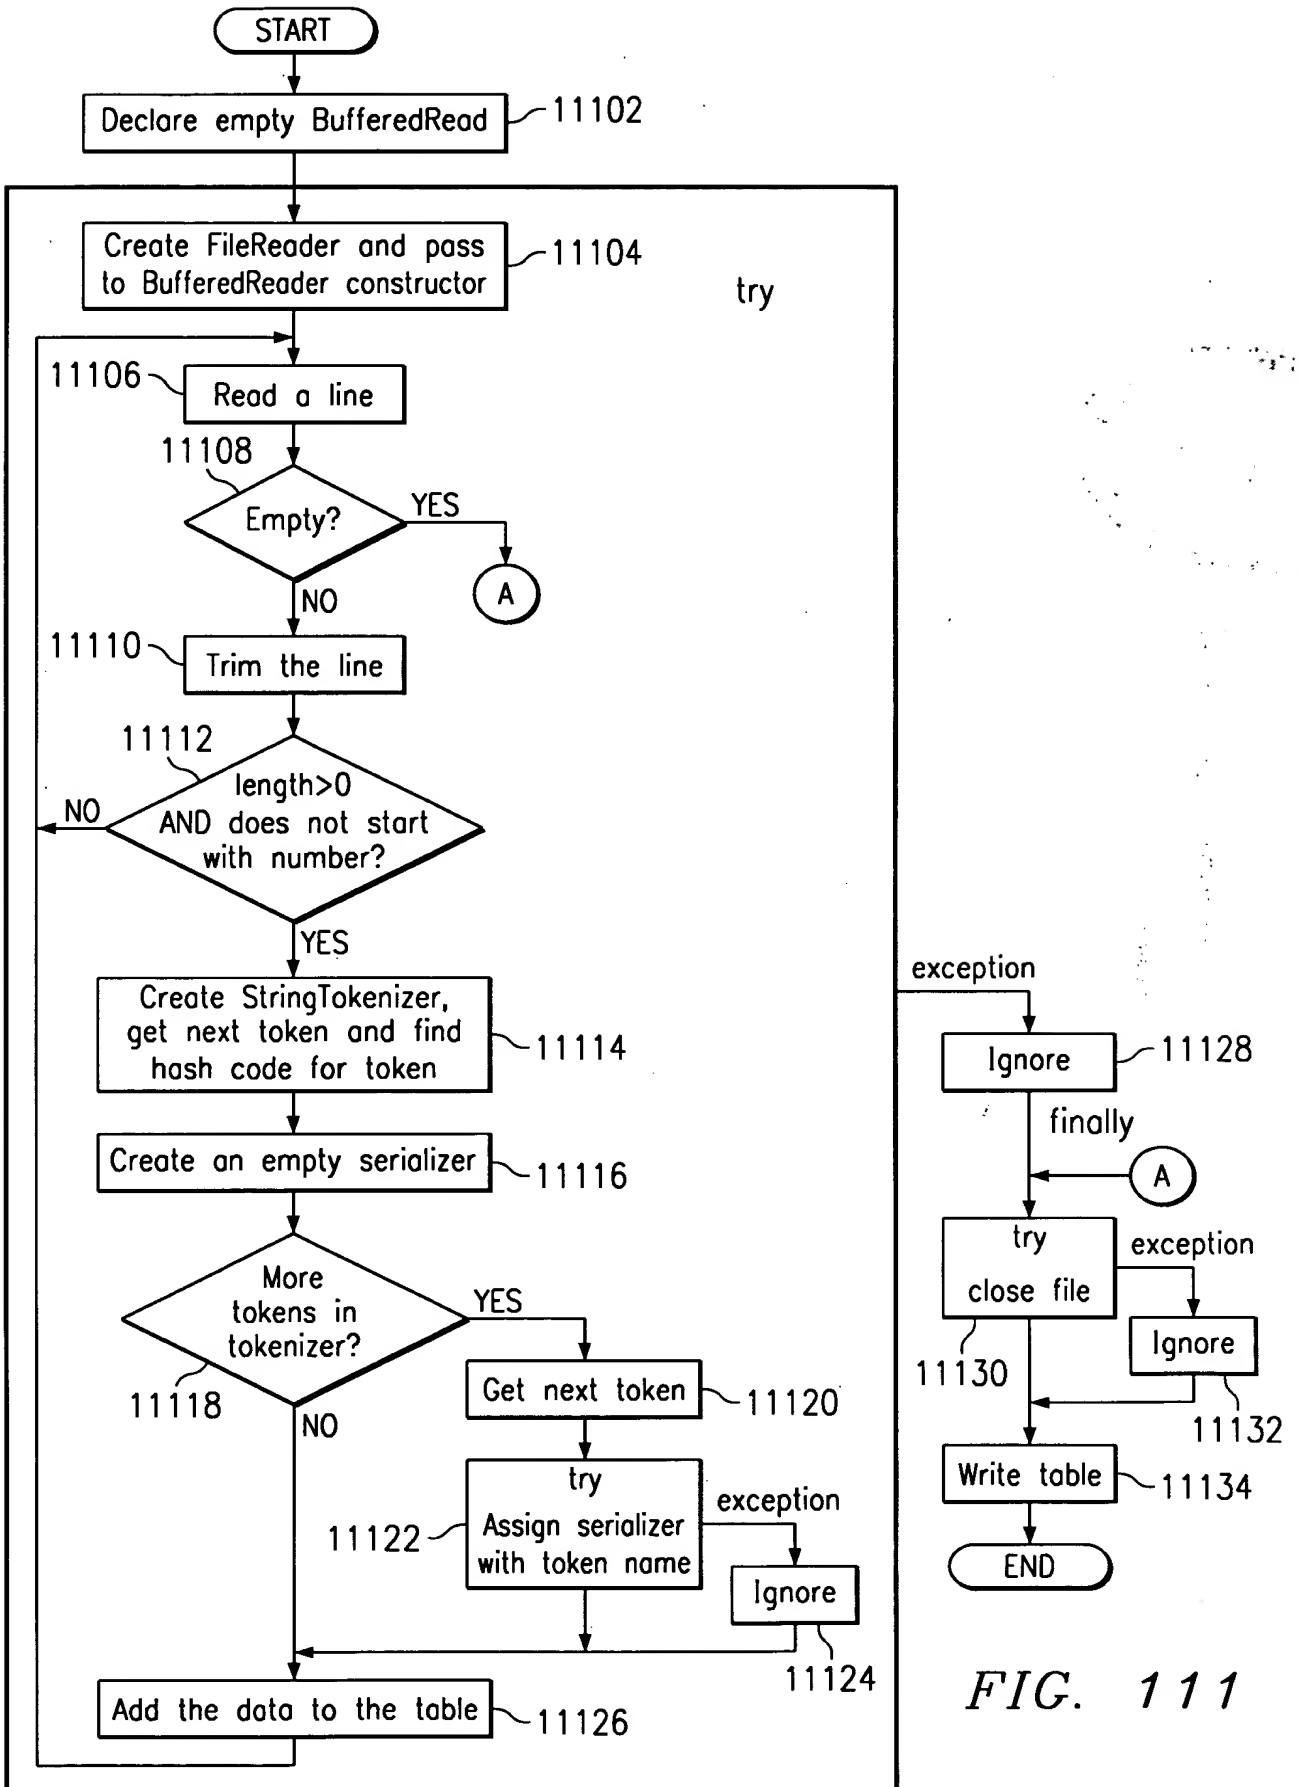 START
Declare empty BufferedRead
11102
Create FileReader and pass
to BufferedReader constructor
11104
try
11106
Read a line
11108
Empty?
YES
A
NO
11110
Trim the line
11112
length>0
AND does not start
with number?
NO
YES
Create StringTokenizer,
get next token and find
hash code for token
11114
Create an empty serializer
11116
More
tokens in
tokenizer?
YES
11118
NO
Get next token
11120
try
Assign serializer
with token name
11122
exception
Ignore
11124
Add the data to the table
11126
exception
Ignore
11128
finally
A
try
close file
exception
11130
Ignore
11132
Write table
11134
END
FIG. 111